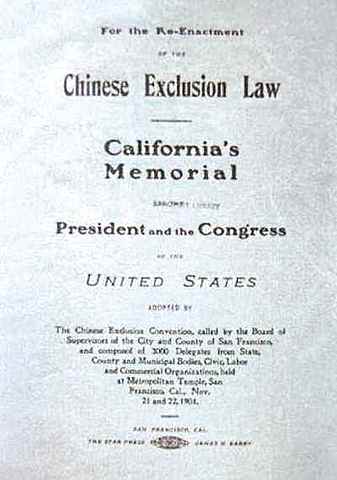 For the Re-Enactment
OF THE
Chinese Exclusion Law
California's
Memorial
President and the Congress
OF THE
UNITED STATES
ADOPTED BY
The Chinese Exclusion Convention, called by the Board of
Supervisors of the City and County of San Francisco,
and composed of 3000 Delegates from State,
County and Municipal Bodies, Civic, Labor
and Commercial Organizations, held
at Metropolitan Temple, San
Francisco, Cal., Nov.
21 and 22, 1901.
SAN FRANCISCO, CAL.
THE STAR PRESS JAMES H. BARRY